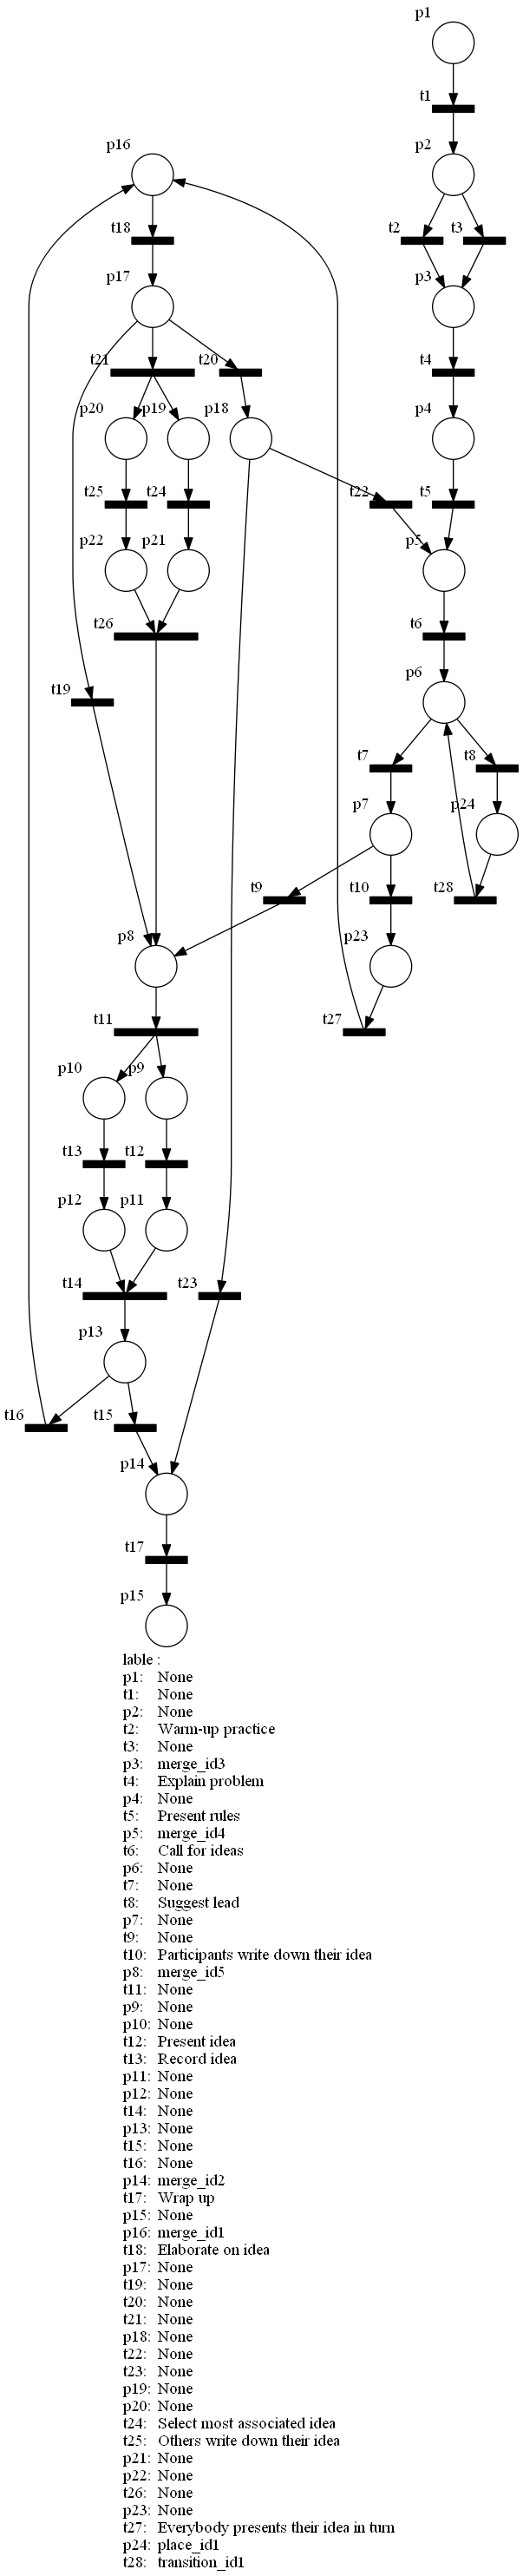 p1
t1
p16
p2
t18
t2
t3
p17
p3
t21
t20
t4
p20
p19
p18
p4
t25
t24
t22
t5
p22
p21
p5
t26
t6
p6
t19
t7
t8
p7
p24
t9
t10
t28
p8
p23
t11
t27
p10
p9
t13
t12
p12
p11
t14
t23
p13
t16
t15
p14
t17
p15
lable :
p1: None
t1: None
p2: None
t2: Warm-up practice
t3: None
p3: merge_id3
t4: Explain problem
p4: None
t5: Present rules
p5: merge_id4
t6: Call for ideas
p6: None
t7: None
t8: Suggest lead
p7: None
t9: None
t10: Participants write down their idea
p8: merge_id5
t11: None
p9: None
p10: None
t12: Present idea
t13: Record idea
p11: None
p12: None
t14: None
p13: None
t15: None
t16: None
p14: merge_id2
t17: Wrap up
p15: None
p16: merge_id1
t18: Elaborate on idea
p17: None
t19: None
t20: None
t21: None
p18: None
t22: None
t23: None
p19: None
p20: None
t24: Select most associated idea
t25: Others write down their idea
p21: None
p22: None
t26: None
p23: None
t27: Everybody presents their idea in turn
p24: place_id1
t28: transition_id1